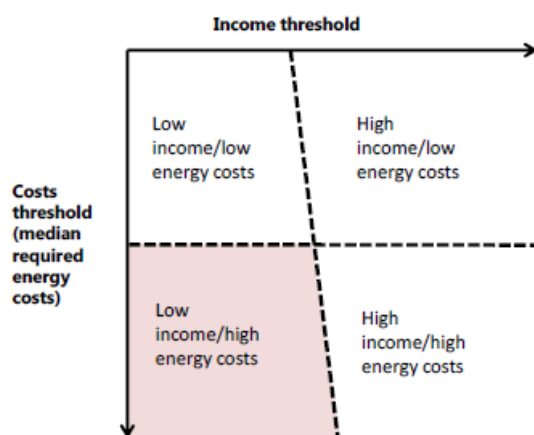 Income threshold
Low
income/low
energy costs
High
income/low
energy costs
Costs
threshold
(median
required
energy
costs)
Low
income/high
energy costs
High
income/high
energy costs